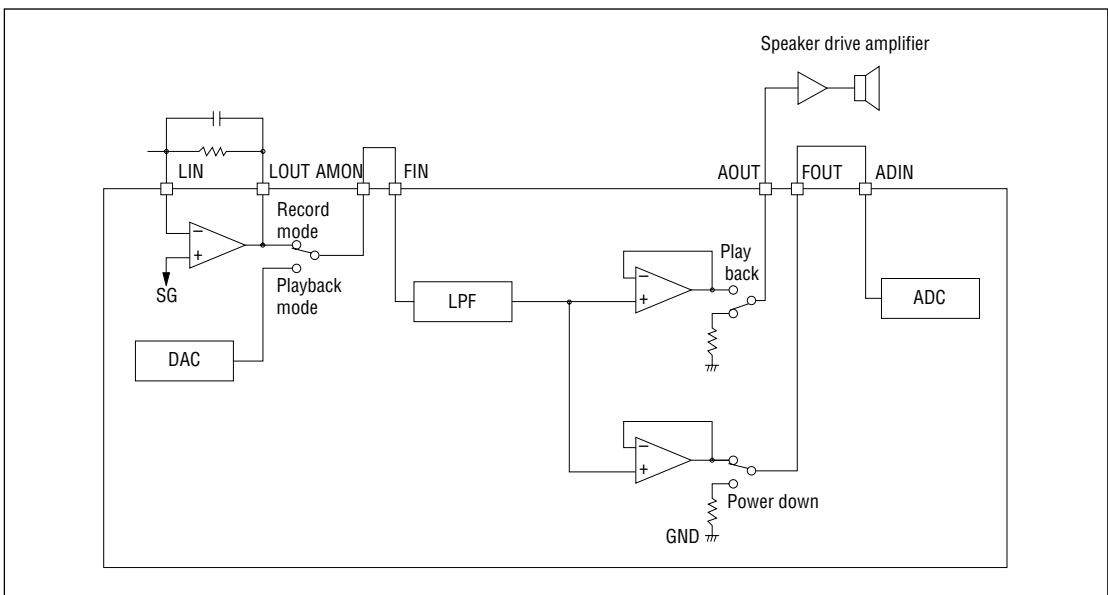 Speaker drive amplifier
LIN
LOUT
AMON
FIN
AOUT
FOUT
ADIN
Record
mode
−
+
SG
Playback
mode
DAC
LPF
−
+
Play
back
ADC
−
+
Power down
GND